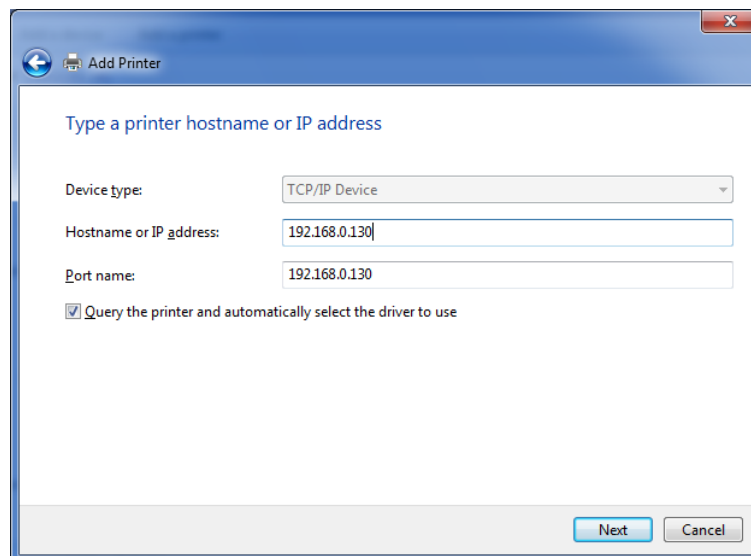 Add Printer
Type a printer hostname or IP address
Device type: TCP/IP Device
Hostname or IP address: 192.168.0.130
Port name: 192.168.0.130
Query the printer and automatically select the driver to use
Next Cancel